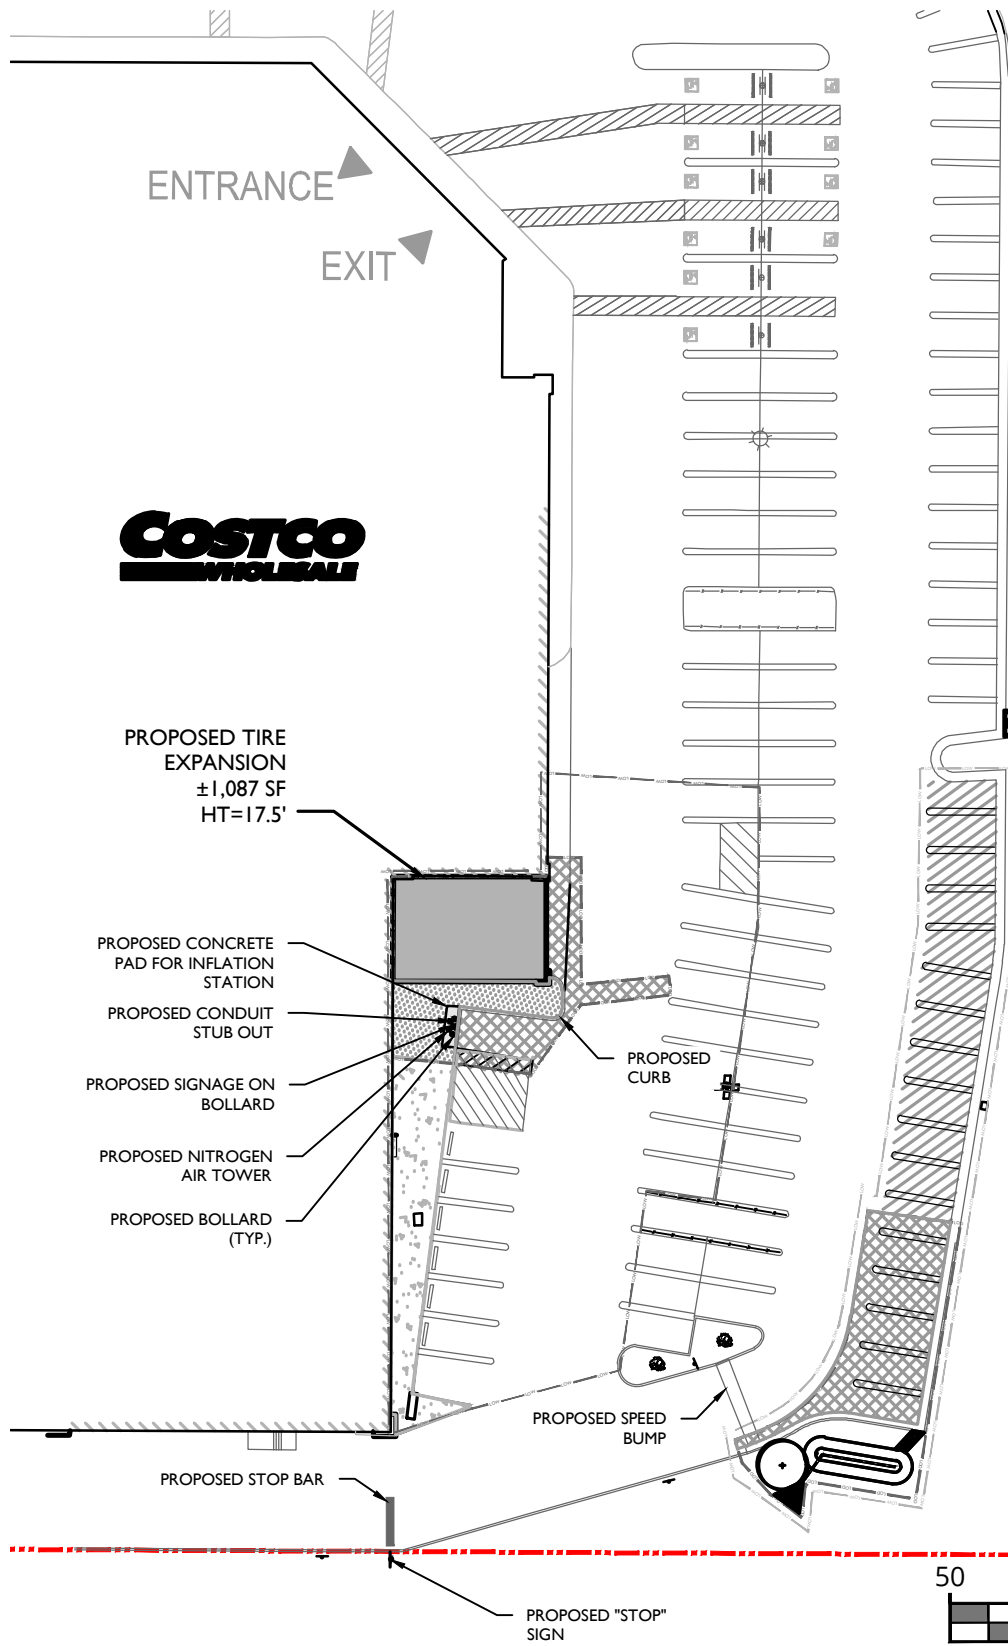 ENTRANCE
EXIT
COSTCO
WHOLESALE
PROPOSED TIRE
EXPANSION
±1,087 SF
HT=17.5'
PROPOSED CONCRETE
PAD FOR INFLATION
STATION
PROPOSED CONDUIT
STUB OUT
PROPOSED SIGNAGE ON
BOLLARD
PROPOSED NITROGEN
AIR TOWER
PROPOSED BOLLARD
(TYP.)
PROPOSED
CURB
PROPOSED SPEED
BUMP
PROPOSED STOP BAR
PROPOSED "STOP"
SIGN
50